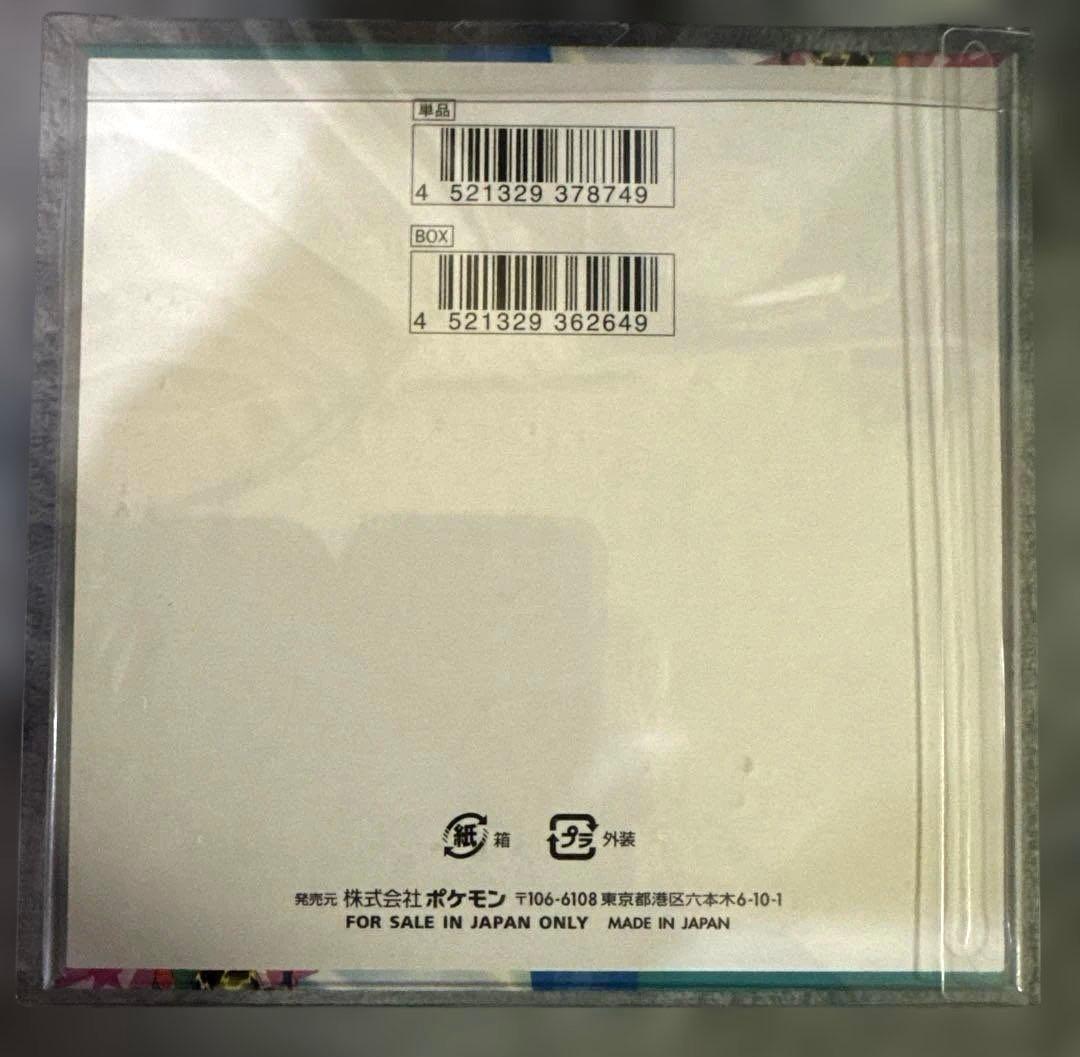 単品
4 521329 378749
BOX
4 521329 362649
紙 箱 プラ 外装
発売元 株式会社ポケモン 〒106-6108 東京都港区六本木6-10-1
FOR SALE IN JAPAN ONLY MADE IN JAPAN